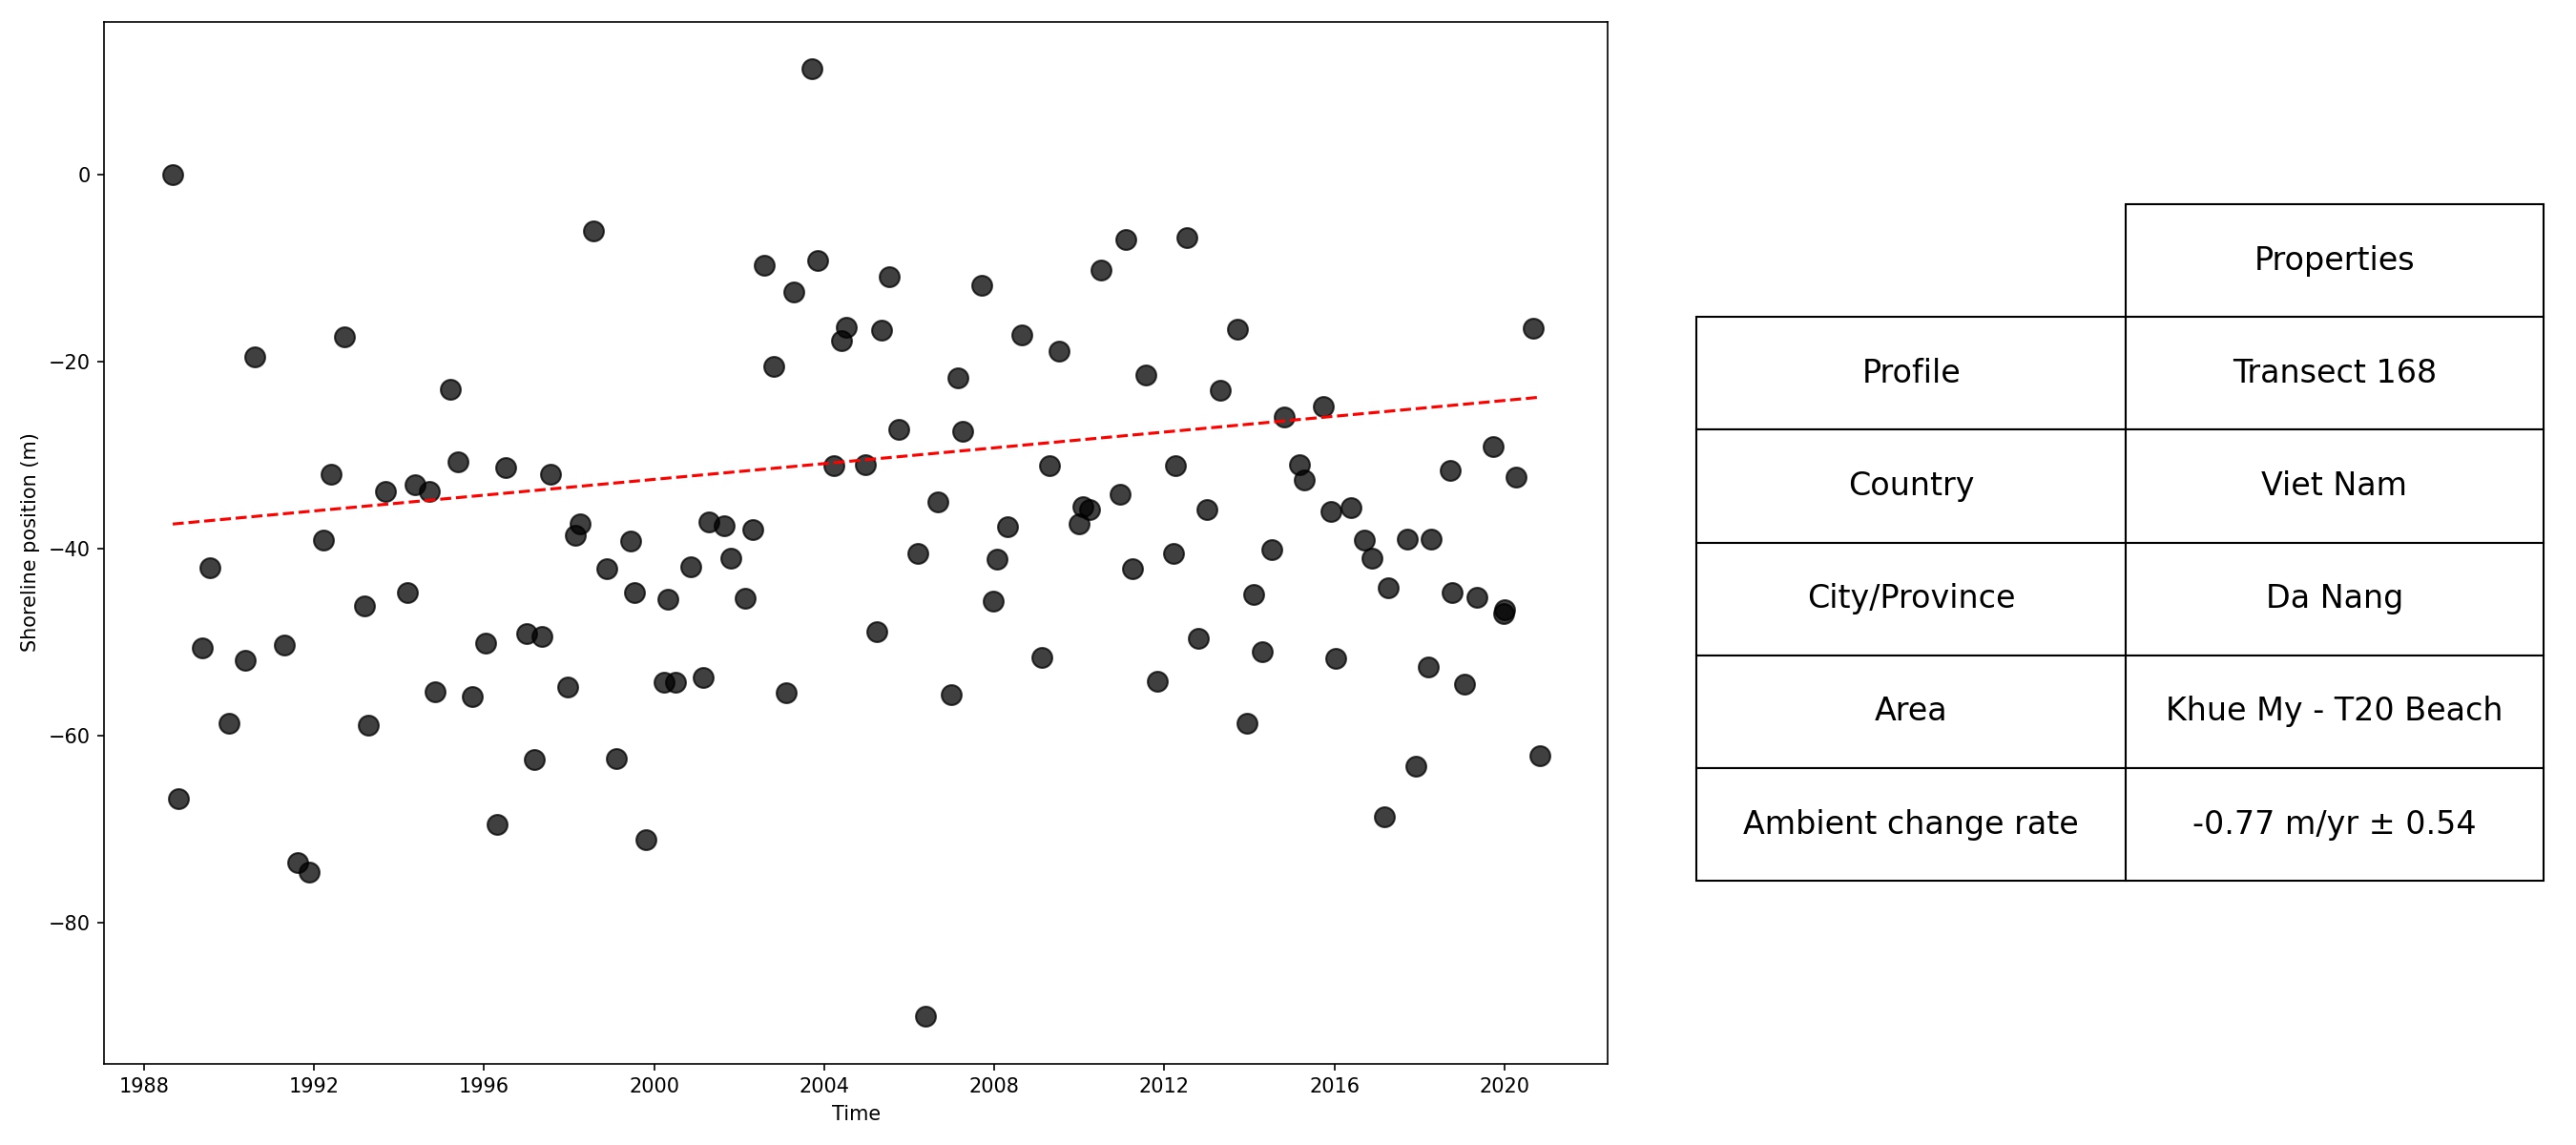 0
−20
−40
−60
−80
Shoreline position (m)
1988 1992 1996 2000 2004 2008 2012 2016 2020
Time
Properties
Profile Transect 168
Country Viet Nam
City/Province Da Nang
Area Khue My - T20 Beach
Ambient change rate -0.77 m/yr ± 0.54